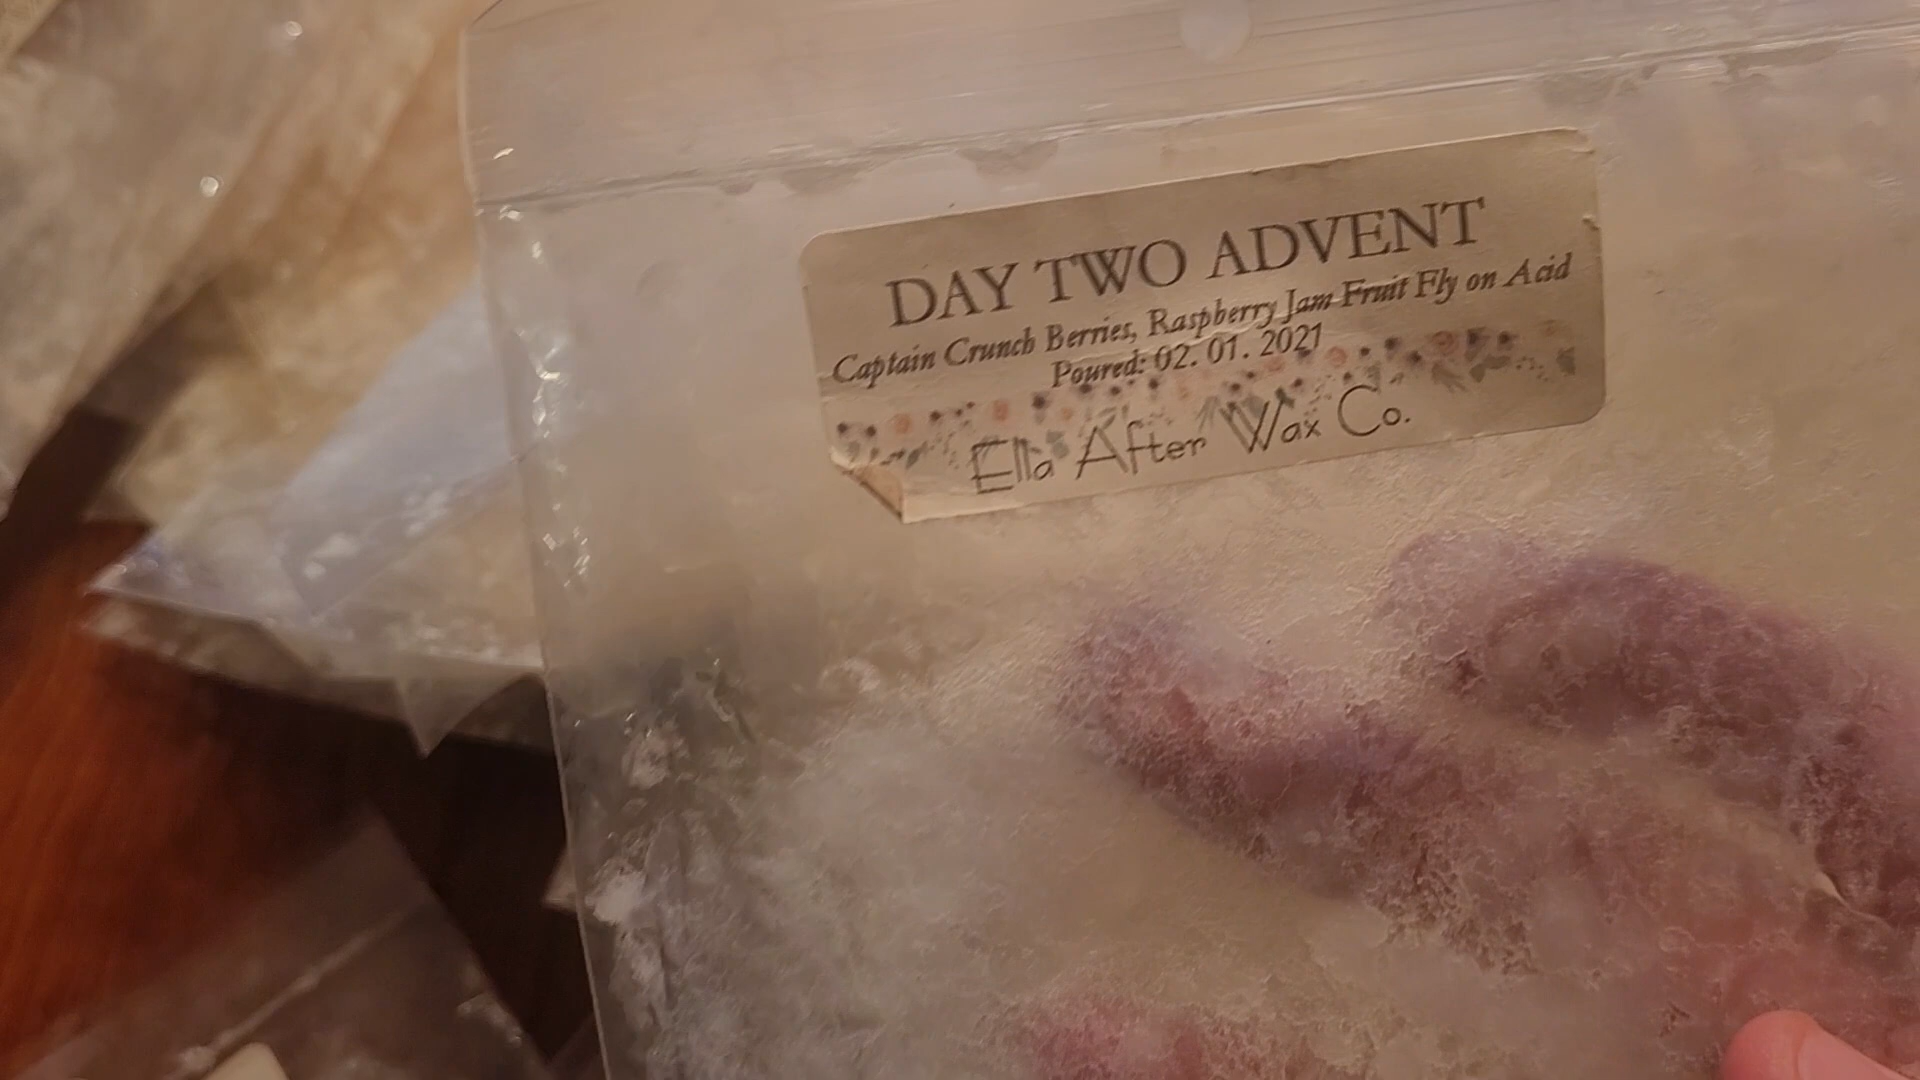 DAY TWO ADVENT
Captain Crunch Berries, Raspberry Jam Fruit Fly on Acid
Poured: 02. 01. 2021
Ella After Wax Co.